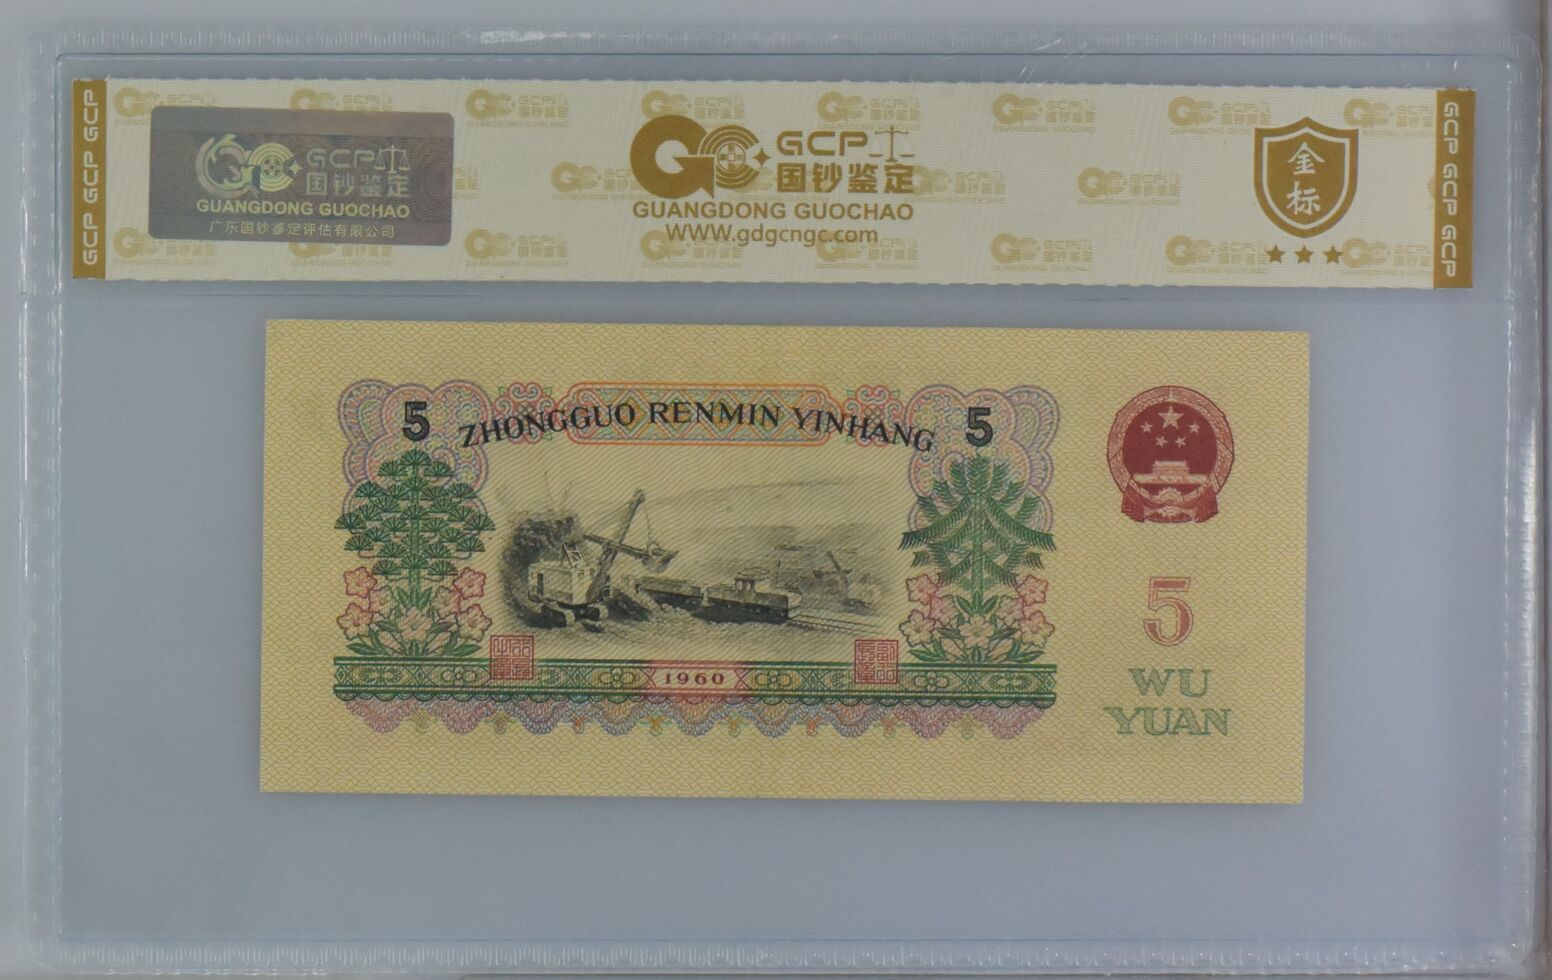 GCP GCP GCP
GCP 国钞鉴定
GUANGDONG GUOCHAO
广东国钞鉴定评估有限公司
GCP
国钞鉴定
GUANGDONG GUOCHAO
WWW.gdgcngc.com
金标
GCP GCP GCP
5
ZHONGGUO RENMIN YINHANG
5
1960
5
WU
YUAN